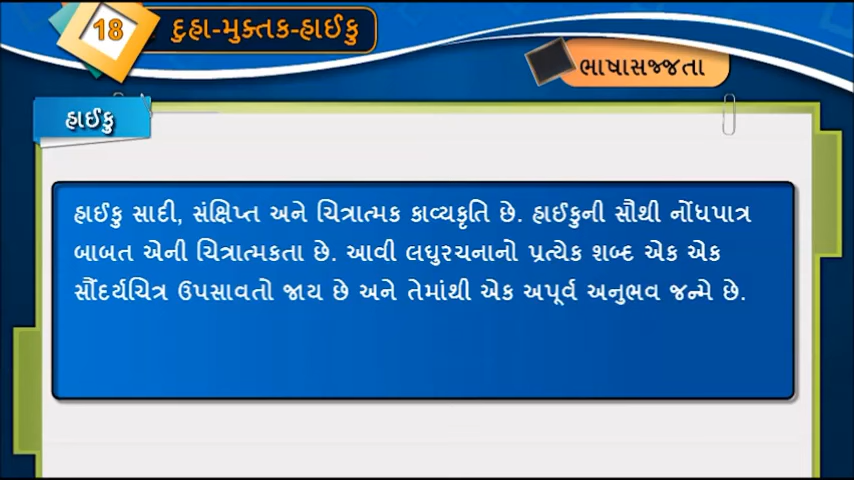 18 દુહા-મુક્તક-હાઈકુ
ભાષાસજ્જતા
હાઈકુ
હાઈકુ સાદી, સંક્ષિપ્ત અને ચિત્રાત્મક કાવ્યકૃતિ છે. હાઈકુની સૌથી નોંધપાત્ર
બાબત એની ચિત્રાત્મકતા છે. આવી લઘુરચનાનો પ્રત્યેક શબ્દ એક એક
સૌંદર્યચિત્ર ઉપસાવતો જાય છે અને તેમાંથી એક અપૂર્વ અનુભવ જન્મે છે.